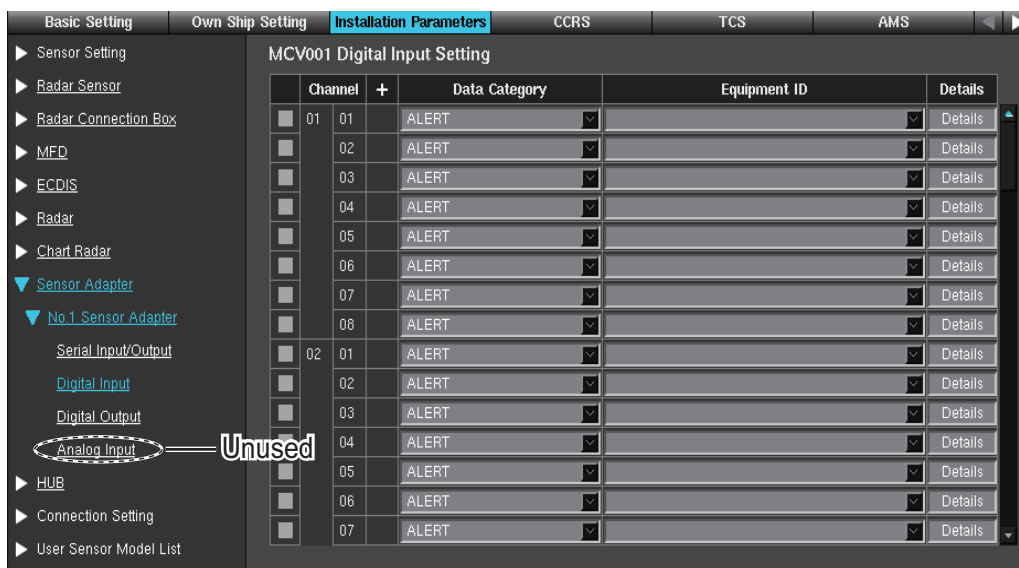 Basic Setting Own Ship Setting Installation Parameters CCRS TCS AMS
Sensor Setting
Radar Sensor
Radar Connection Box
MFD
ECDIS
Radar
Chart Radar
Sensor Adapter
No.1 Sensor Adapter
Serial Input/Output
Digital Input
Digital Output
Analog Input
Unused
HUB
Connection Setting
User Sensor Model List
MCV001 Digital Input Setting
Channel + Data Category Equipment ID Details
01 01 ALERT Details
02 ALERT Details
03 ALERT Details
04 ALERT Details
05 ALERT Details
06 ALERT Details
07 ALERT Details
08 ALERT Details
02 01 ALERT Details
02 ALERT Details
03 ALERT Details
04 ALERT Details
05 ALERT Details
06 ALERT Details
07 ALERT Details